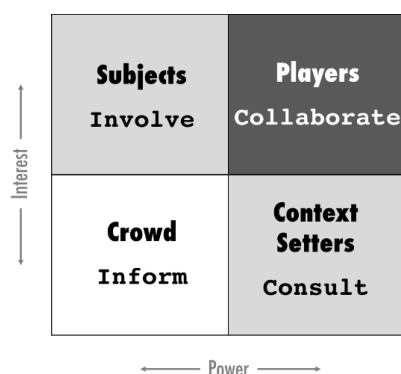 Subjects
Involve
Players
Collaborate
Interest
Crowd
Inform
Context
Setters
Consult
Power